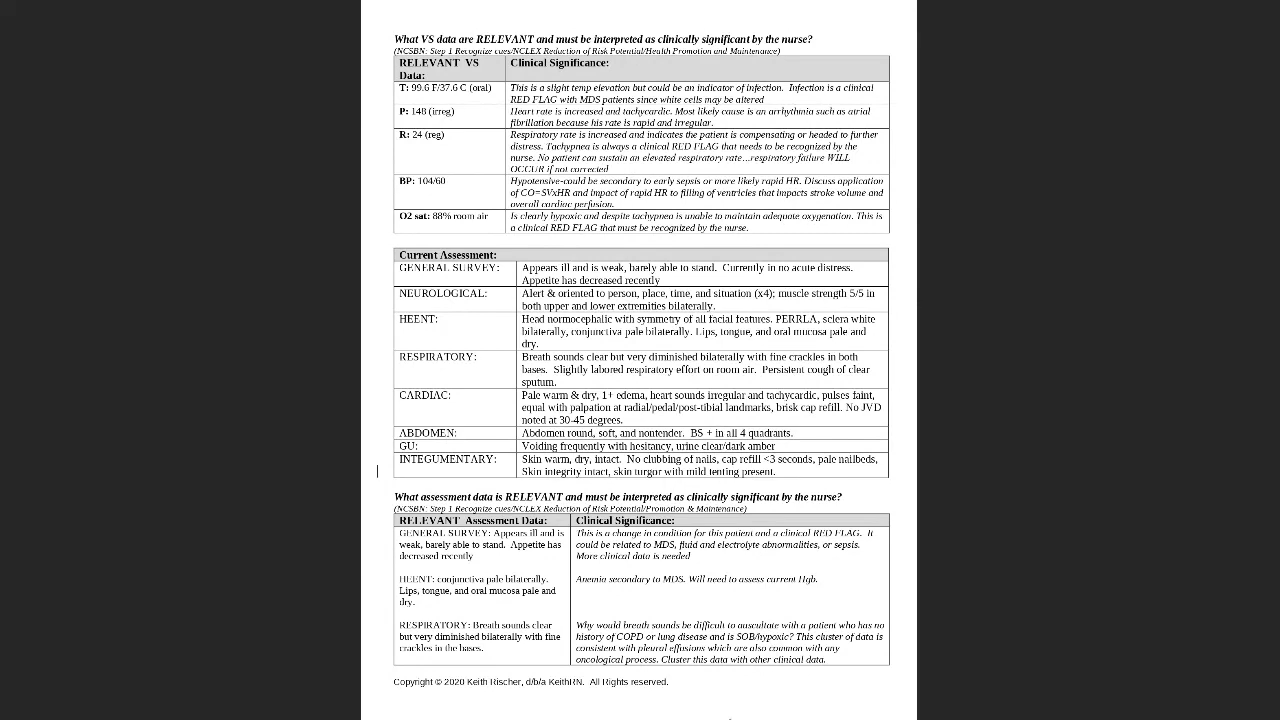 What VS data are RELEVANT and must be interpreted as clinically significant by the nurse?
(NCSBN: Step 1 Recognize cues/NCLEX Reduction of Risk Potential/Health Promotion and Maintenance)
RELEVANT VS Data: Clinical Significance:
T: 99.6 F/37.6 C (oral) This is a slight temp elevation but could be an indicator of infection. Infection is a clinical
RED FLAG with MDS patients since white cells may be altered
P: 148 (irreg) Heart rate is increased and tachycardic. Most likely cause is an arrhythmia such as atrial
fibrillation because his rate is rapid and irregular.
R: 24 (reg) Respiratory rate is increased and indicates the patient is compensating or headed to further
distress. Tachypnea is always a clinical RED FLAG that needs to be recognized by the
nurse. No patient can sustain an elevated respiratory rate…respiratory failure WILL
OCCUR if not corrected
BP: 104/60 Hypotensive-could be secondary to early sepsis or more likely rapid HR. Discuss application
of CO=SVxHR and impact of rapid HR to filling of ventricles that impacts stroke volume and
overall cardiac perfusion.
O2 sat: 88% room air Is clearly hypoxic and despite tachypnea is unable to maintain adequate oxygenation. This is
a clinical RED FLAG that must be recognized by the nurse.
Current Assessment:
GENERAL SURVEY: Appears ill and is weak, barely able to stand. Currently in no acute distress.
Appetite has decreased recently
NEUROLOGICAL: Alert & oriented to person, place, time, and situation (x4); muscle strength 5/5 in
both upper and lower extremities bilaterally.
HEENT: Head normocephalic with symmetry of all facial features. PERRLA, sclera white
bilaterally, conjunctiva pale bilaterally. Lips, tongue, and oral mucosa pale and
dry.
RESPIRATORY: Breath sounds clear but very diminished bilaterally with fine crackles in both
bases. Slightly labored respiratory effort on room air. Persistent cough of clear
sputum.
CARDIAC: Pale warm & dry, 1+ edema, heart sounds irregular and tachycardic, pulses faint,
equal with palpation at radial/pedal/post-tibial landmarks, brisk cap refill. No JVD
noted at 30-45 degrees.
ABDOMEN: Abdomen round, soft, and nontender. BS + in all 4 quadrants.
GU: Voiding frequently with hesitancy, urine clear/dark amber
INTEGUMENTARY: Skin warm, dry, intact. No clubbing of nails, cap refill <3 seconds, pale nailbeds,
Skin integrity intact, skin turgor with mild tenting present.
What assessment data is RELEVANT and must be interpreted as clinically significant by the nurse?
(NCSBN: Step 1 Recognize cues/NCLEX Reduction of Risk Potential/Promotion & Maintenance)
RELEVANT Assessment Data: Clinical Significance:
GENERAL SURVEY: Appears ill and is
weak, barely able to stand. Appetite has
decreased recently
This is a change in condition for this patient and a clinical RED FLAG. It
could be related to MDS, fluid and electrolyte abnormalities, or sepsis.
More clinical data is needed
HEENT: conjunctiva pale bilaterally.
Lips, tongue, and oral mucosa pale and
dry.
Anemia secondary to MDS. Will need to assess current Hgb.
RESPIRATORY: Breath sounds clear
but very diminished bilaterally with fine
crackles in the bases.
Why would breath sounds be difficult to auscultate with a patient who has no
history of COPD or lung disease and is SOB/hypoxic? This cluster of data is
consistent with pleural effusions which are also common with any
oncological process. Cluster this data with other clinical data.
Copyright © 2020 Keith Rischer, d/b/a KeithRN. All Rights reserved.